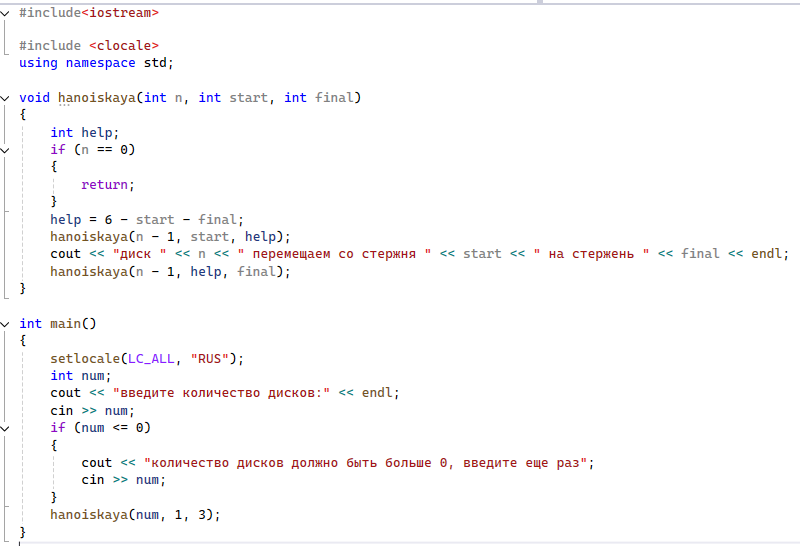 #include<iostream>
#include <clocale>
using namespace std;
void hanoiskaya(int n, int start, int final)
{
int help;
if (n == 0)
{
return;
}
help = 6 - start - final;
hanoiskaya(n - 1, start, help);
cout << "диск " << n << " перемещаем со стержня " << start << " на стержень " << final << endl;
hanoiskaya(n - 1, help, final);
}
int main()
{
setlocale(LC_ALL, "RUS");
int num;
cout << "введите количество дисков:" << endl;
cin >> num;
if (num <= 0)
{
cout << "количество дисков должно быть больше 0, введите еще раз";
cin >> num;
}
hanoiskaya(num, 1, 3);
}